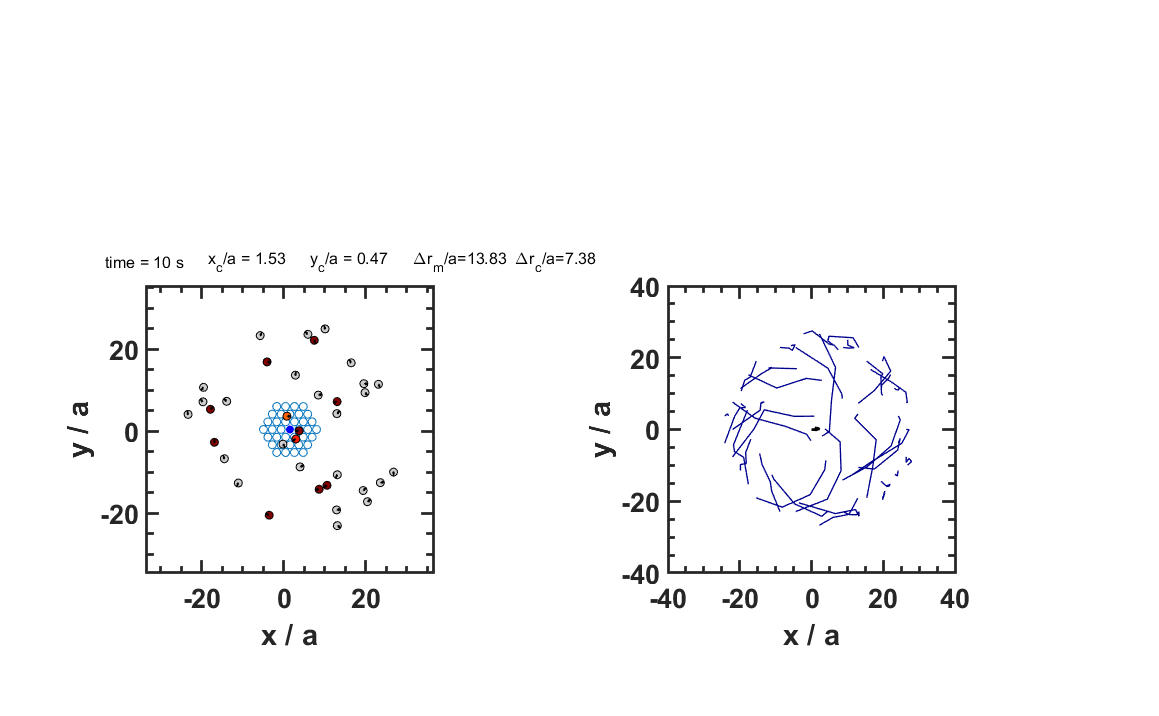 time = 10 s x_c/a = 1.53 y_c/a = 0.47 Δr_m/a=13.83 Δr_c/a=7.38
20
0
-20
-20 0 20
x / a
y / a
40
20
0
-20
-40
-40 -20 0 20 40
x / a
y / a